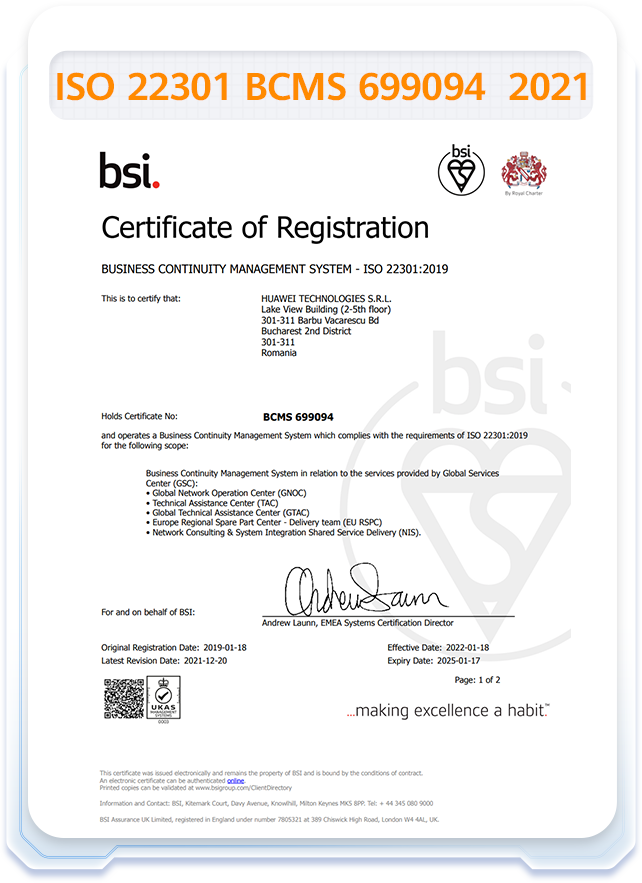 ISO 22301 BCMS 699094 2021
bsi.
bsi
By Royal Charter
Certificate of Registration
BUSINESS CONTINUITY MANAGEMENT SYSTEM - ISO 22301:2019
This is to certify that:
HUAWEI TECHNOLOGIES S.R.L.
Lake View Building (2-5th floor)
301-311 Barbu Vacarescu Bd
Bucharest 2nd District
301-311
Romania
bsi
Holds Certificate No:
BCMS 699094
and operates a Business Continuity Management System which complies with the requirements of ISO 22301:2019
for the following scope:
Business Continuity Management System in relation to the services provided by Global Services
Center (GSC):
• Global Network Operation Center (GNOC)
• Technical Assistance Center (TAC)
• Global Technical Assistance Center (GTAC)
• Europe Regional Spare Part Center - Delivery team (EU RSPC)
• Network Consulting & System Integration Shared Service Delivery (NIS).
For and on behalf of BSI:
Andrew Launn, EMEA Systems Certification Director
Original Registration Date: 2019-01-18
Effective Date: 2022-01-18
Latest Revision Date: 2021-12-20
Expiry Date: 2025-01-17
Page: 1 of 2
UKAS
MANAGEMENT
SYSTEMS
0003
...making excellence a habit.™
This certificate was issued electronically and remains the property of BSI and is bound by the conditions of contract.
An electronic certificate can be authenticated online.
Printed copies can be validated at www.bsigroup.com/ClientDirectory
Information and Contact: BSI, Kitemark Court, Davy Avenue, Knowlhill, Milton Keynes MK5 8PP. Tel: + 44 345 080 9000
BSI Assurance UK Limited, registered in England under number 7805321 at 389 Chiswick High Road, London W4 4AL, UK.